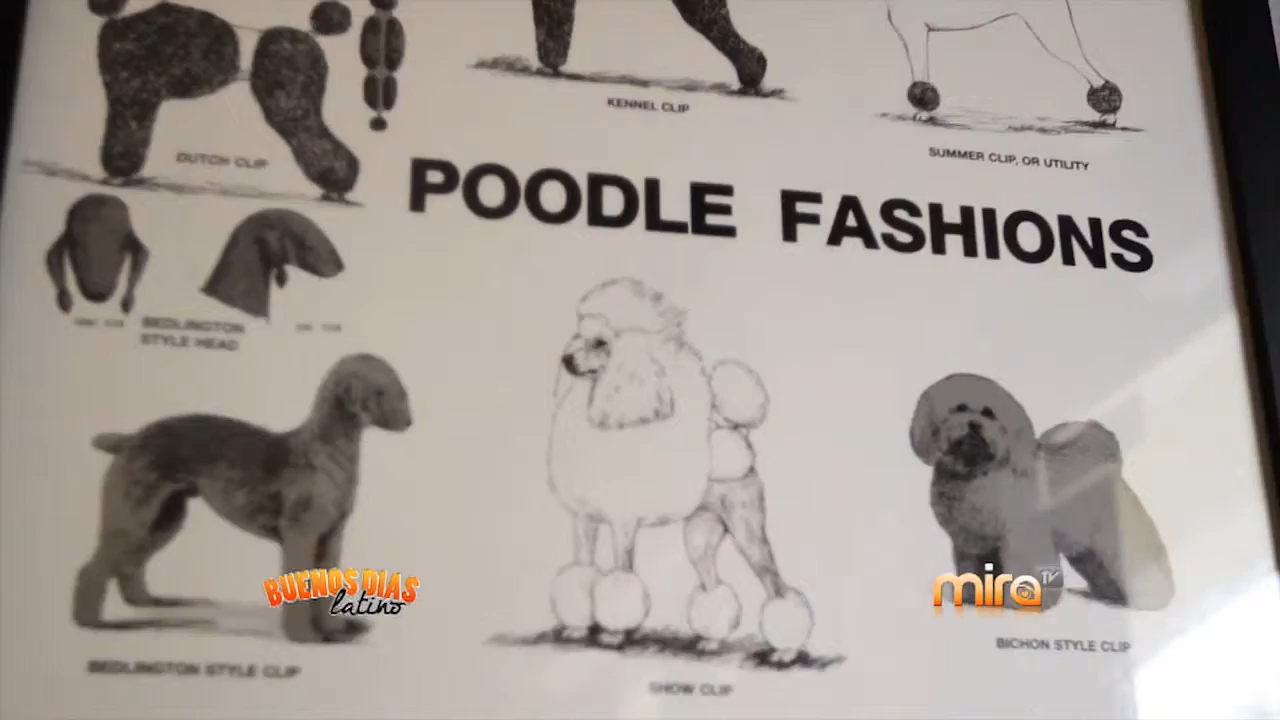 KENNEL CLIP
DUTCH CLIP
SUMMER CLIP, OR UTILITY
POODLE FASHIONS
BEDLINGTON
STYLE HEAD
BUENOS DIAS
latino
mira TV
BEDLINGTON STYLE CLIP
SHOW CLIP
BICHON STYLE CLIP